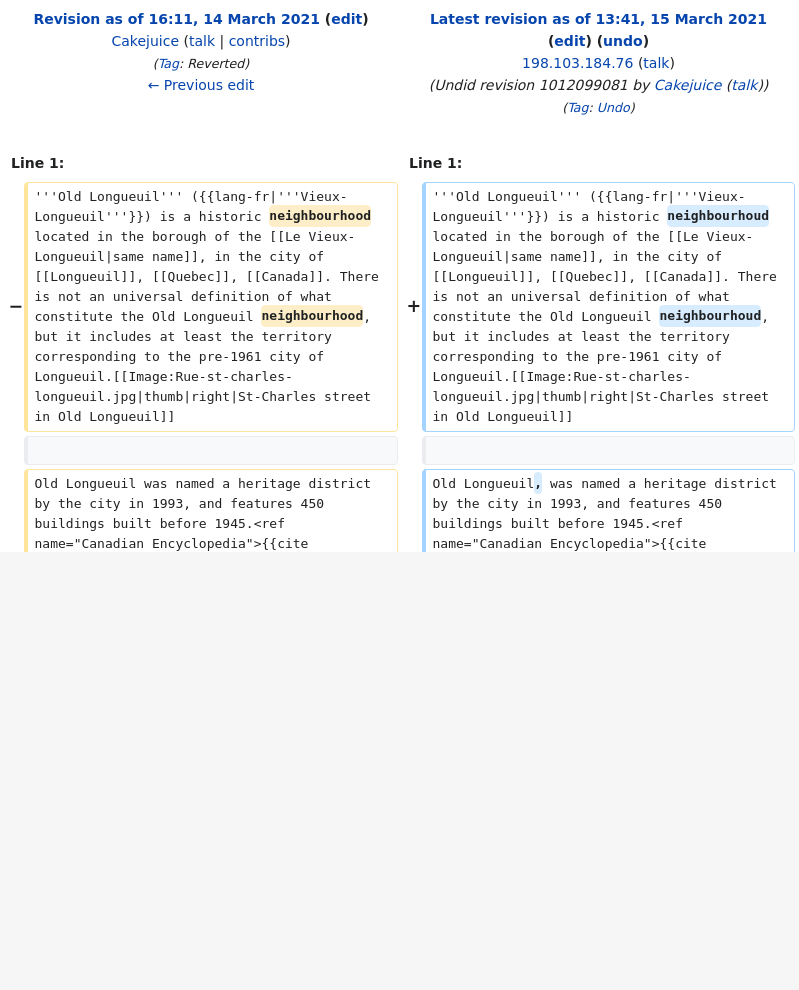 Revision as of 16:11, 14 March 2021 (edit)
Cakejuice (talk | contribs)
(Tag: Reverted)
← Previous edit
Latest revision as of 13:41, 15 March 2021
(edit) (undo)
198.103.184.76 (talk)
(Undid revision 1012099081 by Cakejuice (talk))
(Tag: Undo)
Line 1:
Line 1:
−
'''Old Longueuil''' ({{lang-fr|'''Vieux-
Longueuil'''}}) is a historic neighbourhood
located in the borough of the [[Le Vieux-
Longueuil|same name]], in the city of
[[Longueuil]], [[Quebec]], [[Canada]]. There
is not an universal definition of what
constitute the Old Longueuil neighbourhood,
but it includes at least the territory
corresponding to the pre-1961 city of
Longueuil.[[Image:Rue-st-charles-
longueuil.jpg|thumb|right|St-Charles street
in Old Longueuil]]
+
'''Old Longueuil''' ({{lang-fr|'''Vieux-
Longueuil'''}}) is a historic neighbourhoud
located in the borough of the [[Le Vieux-
Longueuil|same name]], in the city of
[[Longueuil]], [[Quebec]], [[Canada]]. There
is not an universal definition of what
constitute the Old Longueuil neighbourhoud,
but it includes at least the territory
corresponding to the pre-1961 city of
Longueuil.[[Image:Rue-st-charles-
longueuil.jpg|thumb|right|St-Charles street
in Old Longueuil]]
Old Longueuil was named a heritage district
by the city in 1993, and features 450
buildings built before 1945.<ref
name="Canadian Encyclopedia">{{cite
Old Longueuil, was named a heritage district
by the city in 1993, and features 450
buildings built before 1945.<ref
name="Canadian Encyclopedia">{{cite